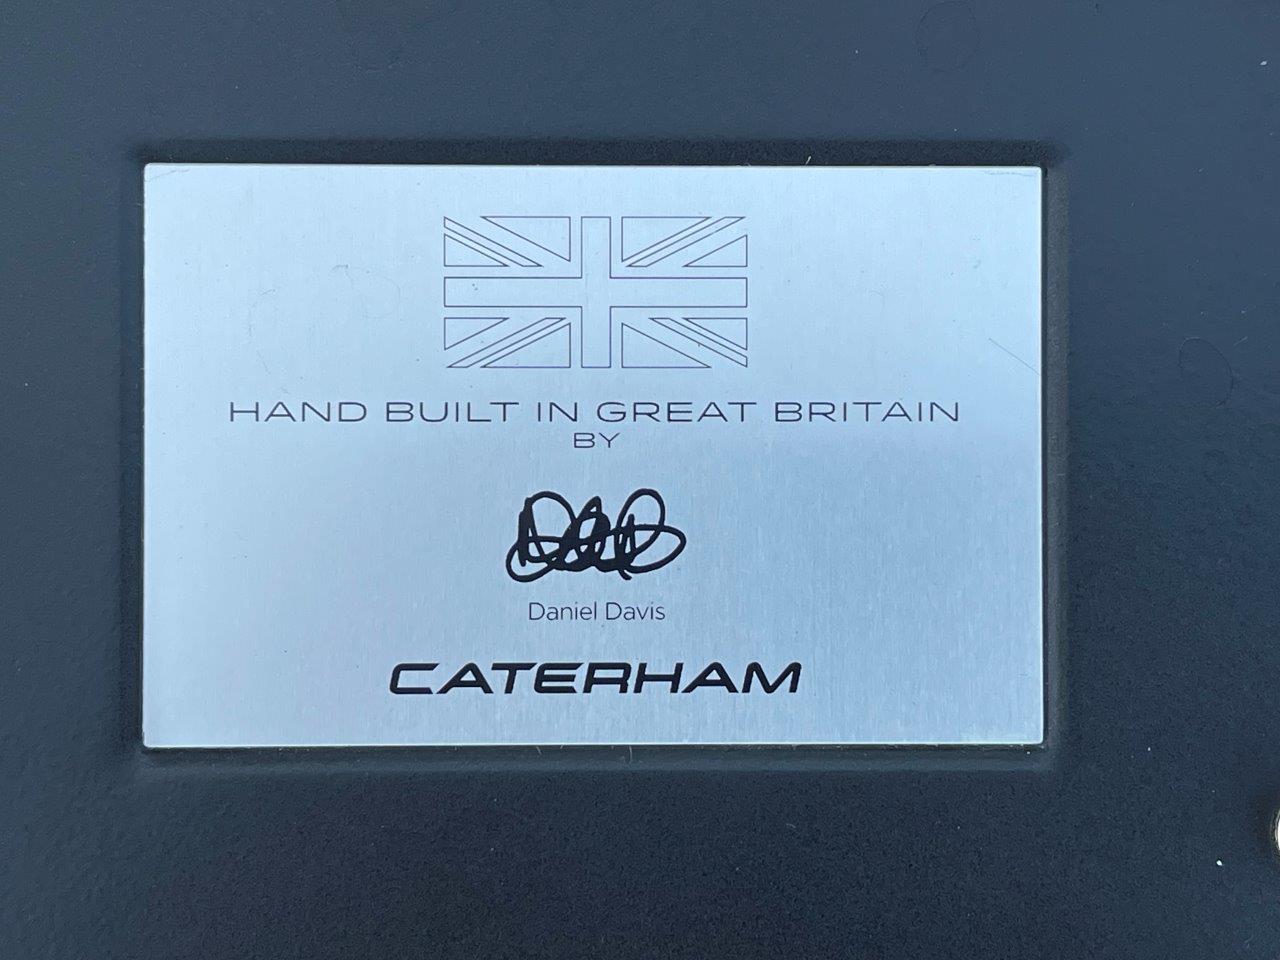 HAND BUILT IN GREAT BRITAIN
BY
Daniel Davis
CATERHAM